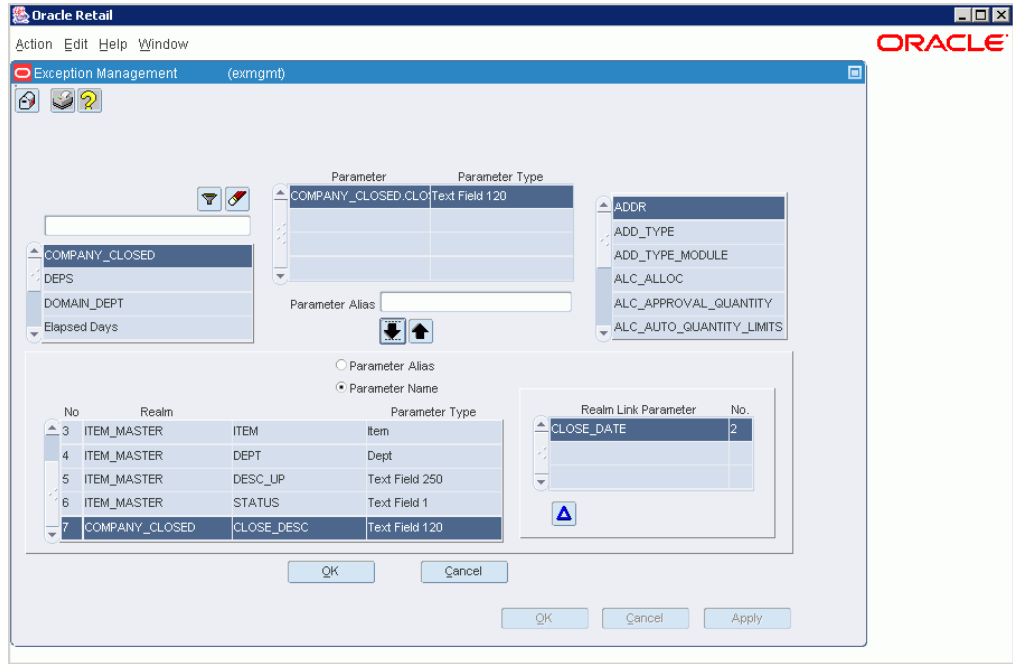 Oracle Retail
Action Edit Help Window
ORACLE
Exception Management (exmgmt)
Parameter Parameter Type
COMPANY_CLOSED.CLO Text Field 120
ADDR
ADD_TYPE
COMPANY_CLOSED
ADD_TYPE_MODULE
DEPS
ALC_ALLOC
DOMAIN_DEPT
Parameter Alias
ALC_APPROVAL_QUANTITY
Elapsed Days
ALC_AUTO_QUANTITY_LIMITS
Parameter Alias
Parameter Name
No Realm Parameter Type
3 ITEM_MASTER ITEM Item
4 ITEM_MASTER DEPT Dept
5 ITEM_MASTER DESC_UP Text Field 250
6 ITEM_MASTER STATUS Text Field 1
7 COMPANY_CLOSED CLOSE_DESC Text Field 120
Realm Link Parameter No.
CLOSE_DATE 2
OK Cancel
OK Cancel Apply